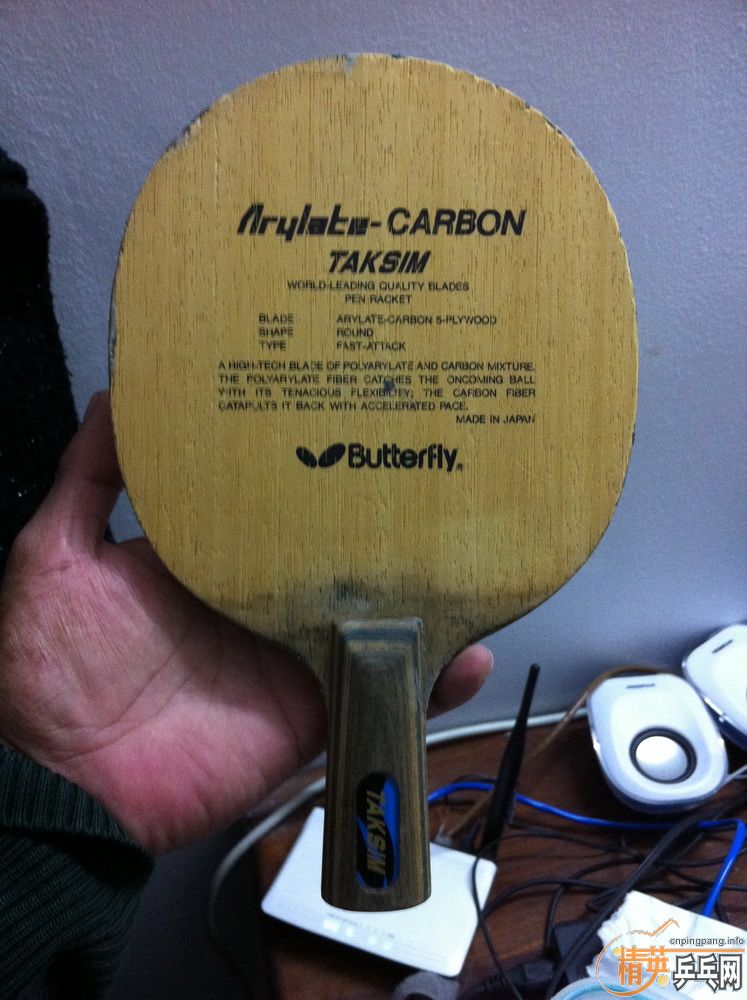 Arylate-CARBON
TAKSIM
WORLD-LEADING QUALITY BLADES
PEN RACKET
BLADE ARYLATE-CARBON 5-PLYWOOD
SHAPE ROUND
TYPE FAST-ATTACK
A HIGH-TECH BLADE OF POLYARYLATE AND CARBON MIXTURE.
THE POLYARYLATE FIBER CATCHES THE ONCOMING BALL
WITH ITS TENACIOUS FLEXIBILITY; THE CARBON FIBER
CATAPULTS IT BACK WITH ACCELERATED PACE.
MADE IN JAPAN
Butterfly®
TAKSIM
cnpingpang.info
精英乒乓网